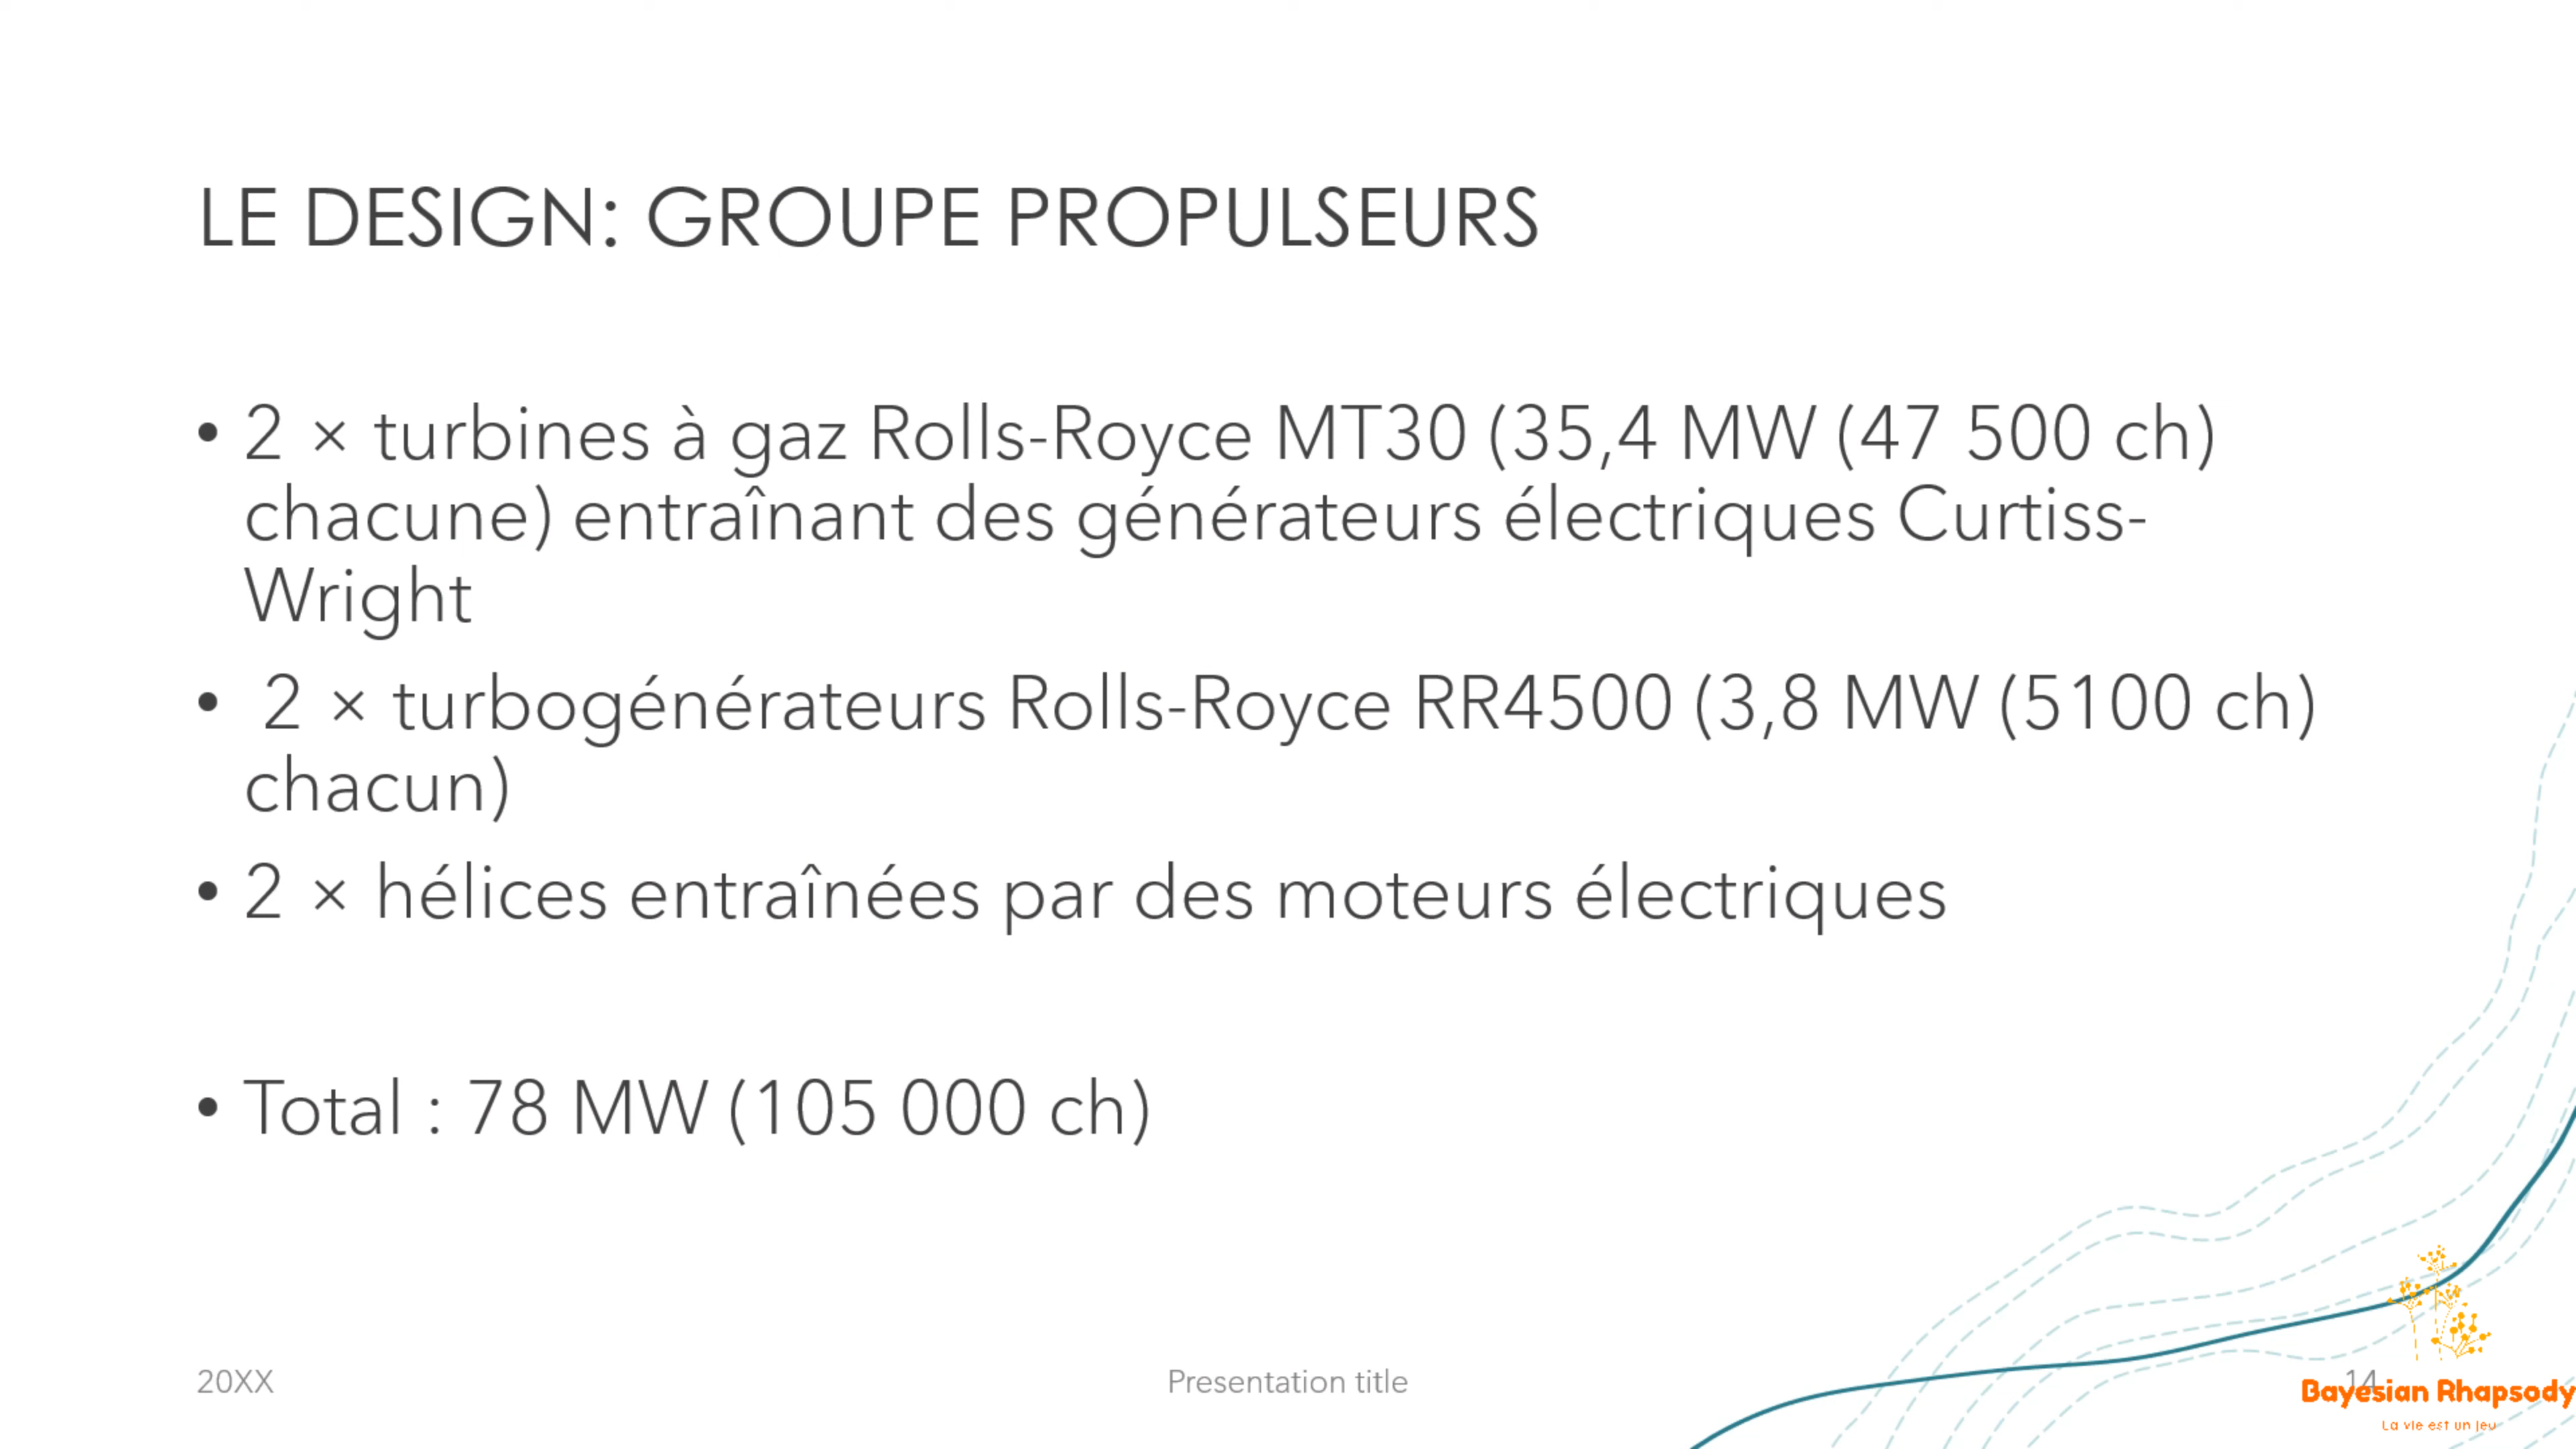 LE DESIGN: GROUPE PROPULSEURS
• 2 × turbines à gaz Rolls-Royce MT30 (35,4 MW (47 500 ch)
chacune) entraînant des générateurs électriques Curtiss-
Wright
• 2 × turbogénérateurs Rolls-Royce RR4500 (3,8 MW (5100 ch)
chacun)
• 2 × hélices entraînées par des moteurs électriques
• Total : 78 MW (105 000 ch)
20XX
Presentation title
14
Bayesian Rhapsody
La vie est un jeu